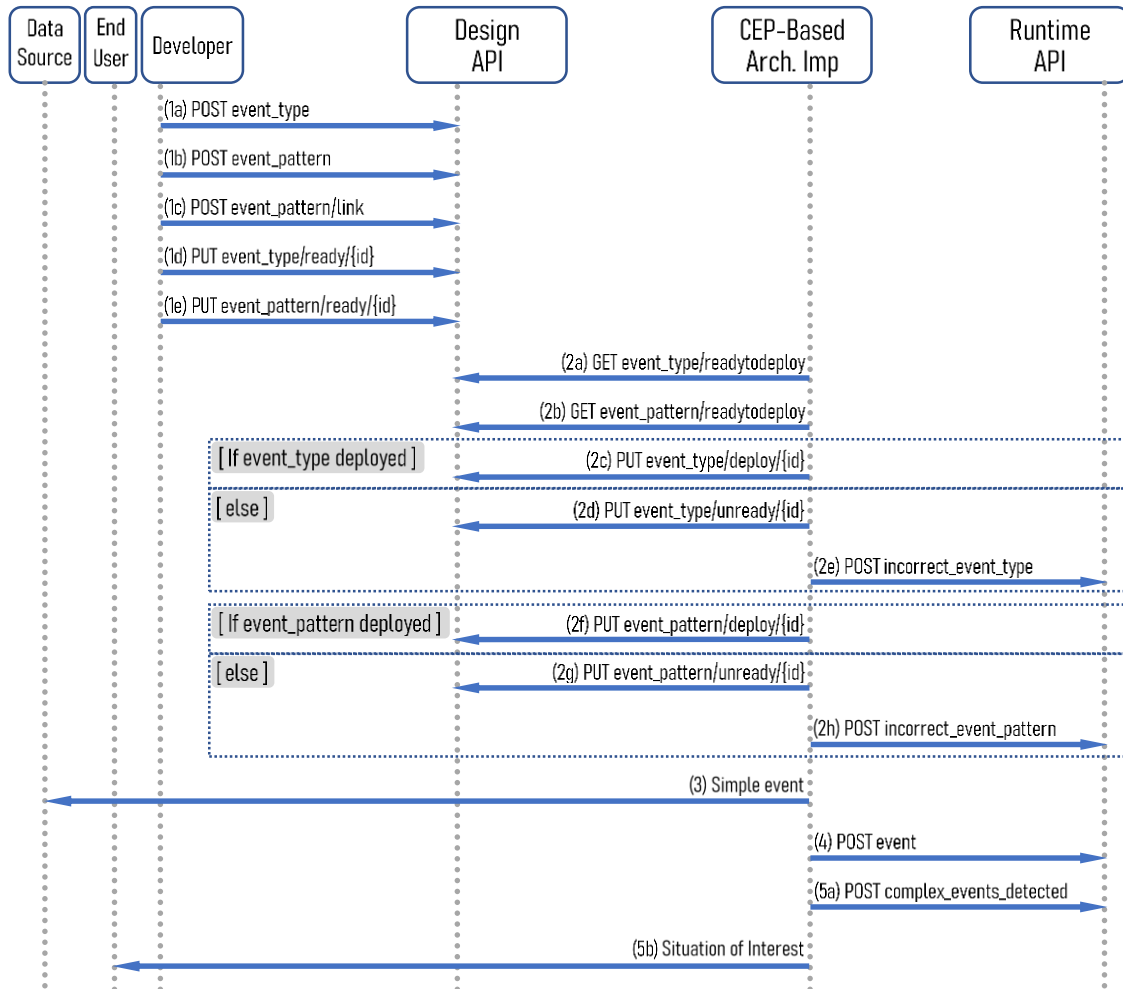 Data
Source
End
User
Developer
Design
API
CEP-Based
Arch. Imp
Runtime
API
(1a) POST event_type
(1b) POST event_pattern
(1c) POST event_pattern/link
(1d) PUT event_type/ready/{id}
(1e) PUT event_pattern/ready/{id}
(2a) GET event_type/readytodeploy
(2b) GET event_pattern/readytodeploy
[ If event_type deployed ]
(2c) PUT event_type/deploy/{id}
[ else ]
(2d) PUT event_type/unready/{id}
(2e) POST incorrect_event_type
[ If event_pattern deployed ]
(2f) PUT event_pattern/deploy/{id}
[ else ]
(2g) PUT event_pattern/unready/{id}
(2h) POST incorrect_event_pattern
(3) Simple event
(4) POST event
(5a) POST complex_events_detected
(5b) Situation of Interest